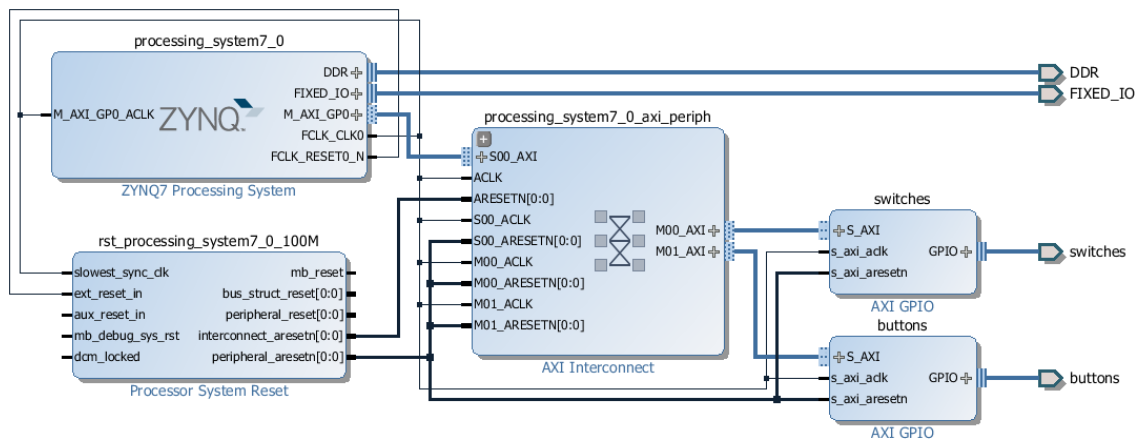 processing_system7_0
DDR
FIXED_IO
M_AXI_GP0_ACLK
ZYNQ
M_AXI_GP0
FCLK_CLK0
FCLK_RESET0_N
ZYNQ7 Processing System
DDR
FIXED_IO
processing_system7_0_axi_periph
S00_AXI
ACLK
ARESETN[0:0]
S00_ACLK
S00_ARESETN[0:0]
M00_ACLK
M00_ARESETN[0:0]
M01_ACLK
M01_ARESETN[0:0]
M00_AXI
M01_AXI
AXI Interconnect
rst_processing_system7_0_100M
slowest_sync_clk
ext_reset_in
aux_reset_in
mb_debug_sys_rst
dcm_locked
mb_reset
bus_struct_reset[0:0]
peripheral_reset[0:0]
interconnect_aresetn[0:0]
peripheral_aresetn[0:0]
Processor System Reset
switches
S_AXI
s_axi_aclk
s_axi_aresetn
GPIO
AXI GPIO
switches
buttons
S_AXI
s_axi_aclk
s_axi_aresetn
GPIO
AXI GPIO
buttons